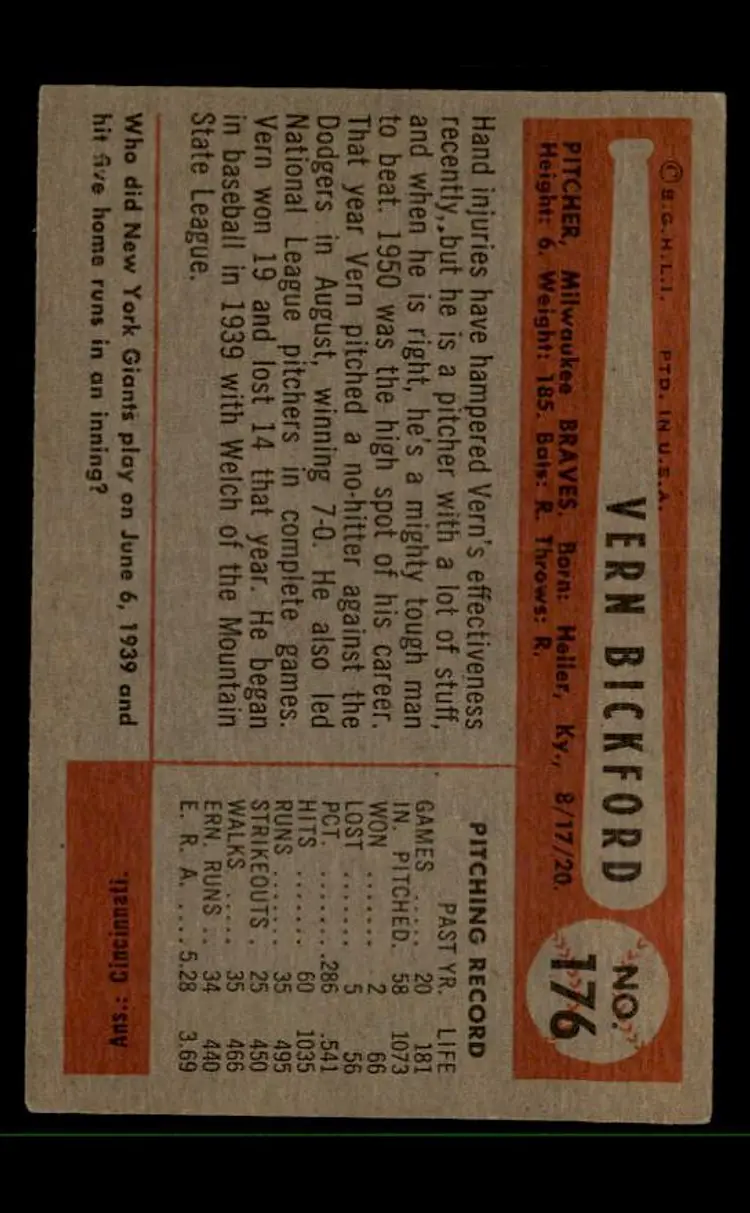 © B.G.H.L.I. PTD. IN U.S.A.
VERN BICKFORD
NO.
176
PITCHER, Milwaukee BRAVES. Born: Heller, Ky., 8/17/20.
Height: 6. Weight: 185. Bats: R. Throws: R.
Hand injuries have hampered Vern's effectiveness
recently, but he is a pitcher with a lot of stuff,
and when he is right, he's a mighty tough man
to beat. 1950 was the high spot of his career.
That year Vern pitched a no-hitter against the
Dodgers in August, winning 7-0. He also led
National League pitchers in complete games.
Vern won 19 and lost 14 that year. He began
in baseball in 1939 with Welch of the Mountain
State League.
PITCHING RECORD
PAST YR. LIFE
GAMES ..... 20 181
IN. PITCHED. 58 1073
WON ....... 2 66
LOST ....... 5 56
PCT. ........ .286 .541
HITS ....... 60 1035
RUNS ....... 35 495
STRIKEOUTS . 25 450
WALKS ..... 35 466
ERN. RUNS .. 34 440
E. R. A. .... 5.28 3.69
Who did New York Giants play on June 6, 1939 and
hit five home runs in an inning?
Ans.: Cincinnati.